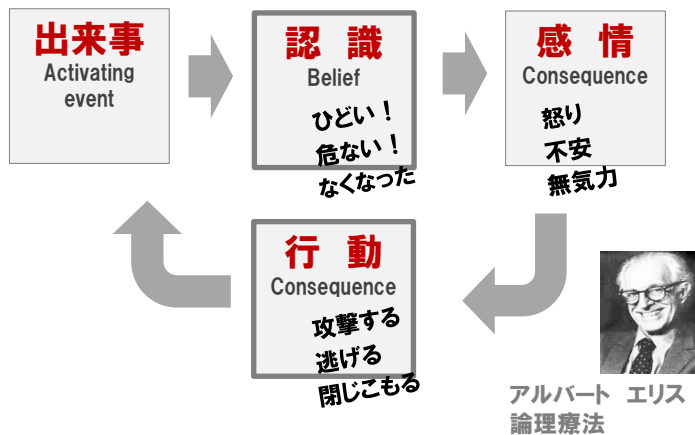 出来事
Activating
event
認 識
Belief
ひどい！
危ない！
なくなった
感 情
Consequence
怒り
不安
無気力
行 動
Consequence
攻撃する
逃げる
閉じこもる
アルバート エリス
論理療法